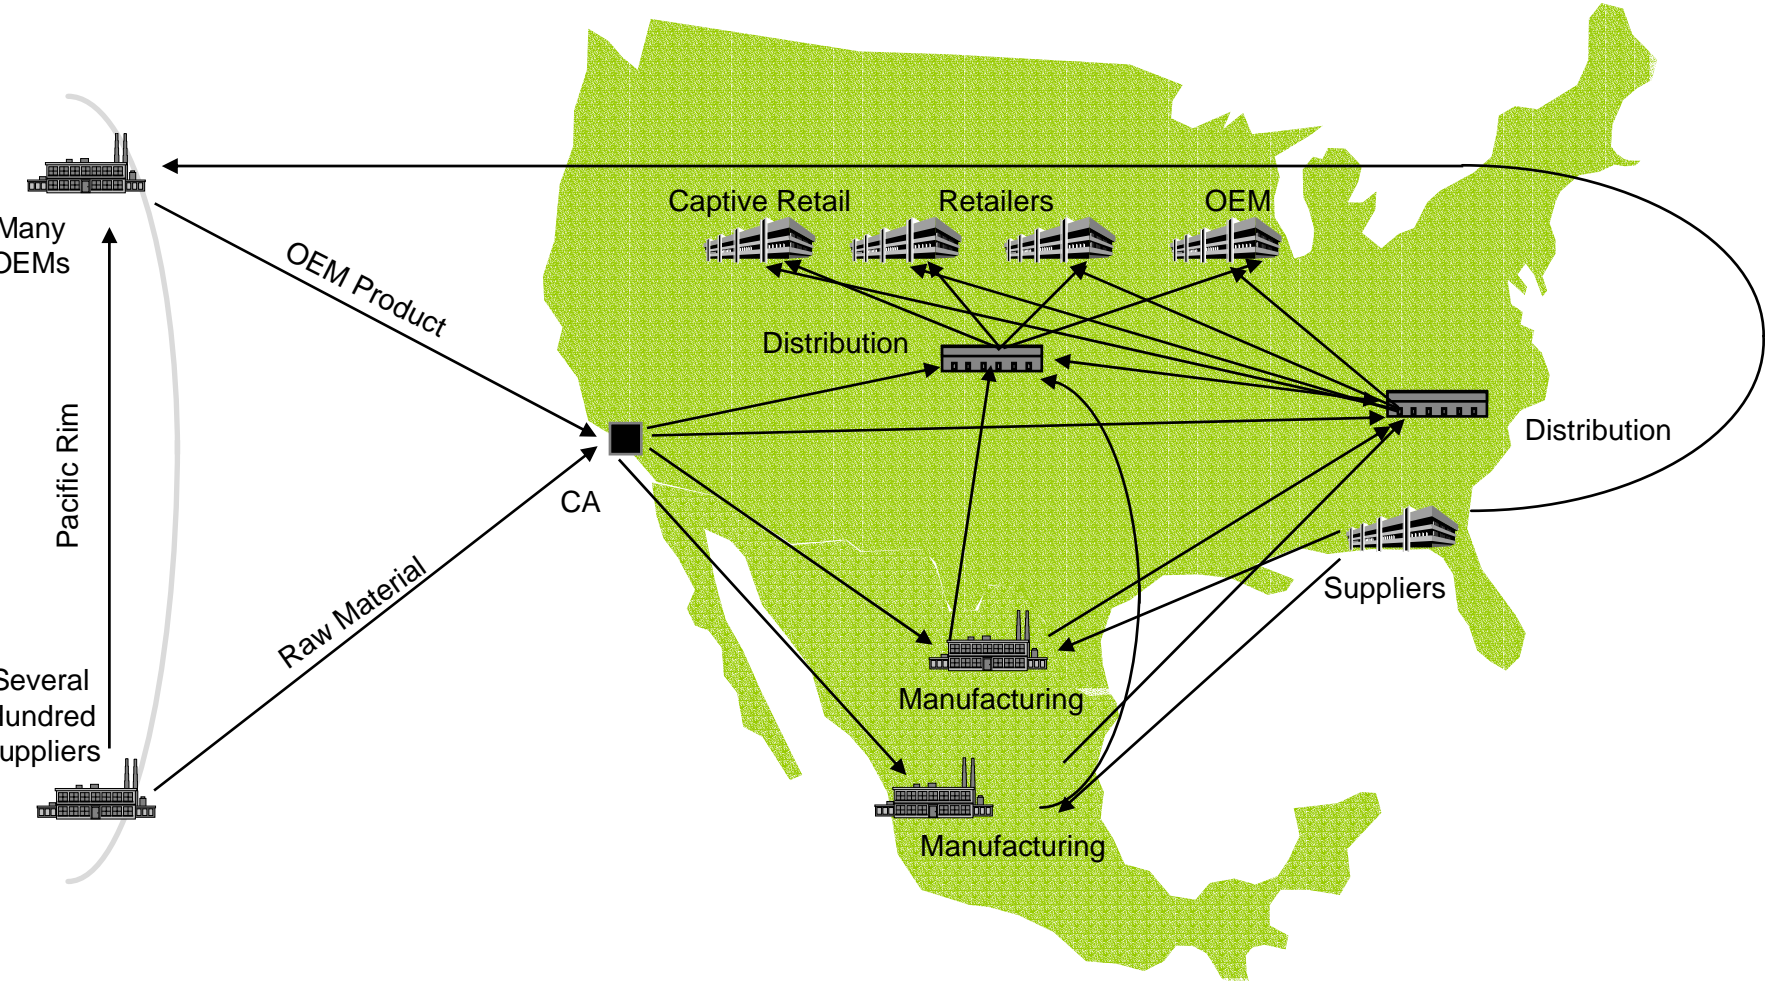 Captive Retail
Retailers
OEM
Many
OEMs
OEM Product
Distribution
Pacific Rim
Distribution
CA
Raw Material
Suppliers
Several
Hundred
uppliers
Manufacturing
Manufacturing